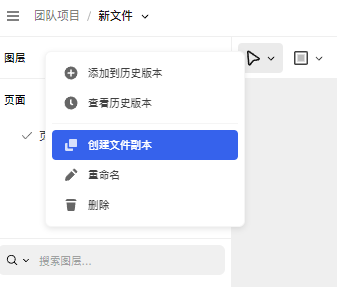 团队项目 / 新文件
图层
添加到历史版本
页面
查看历史版本
创建文件副本
重命名
删除
搜索图层...